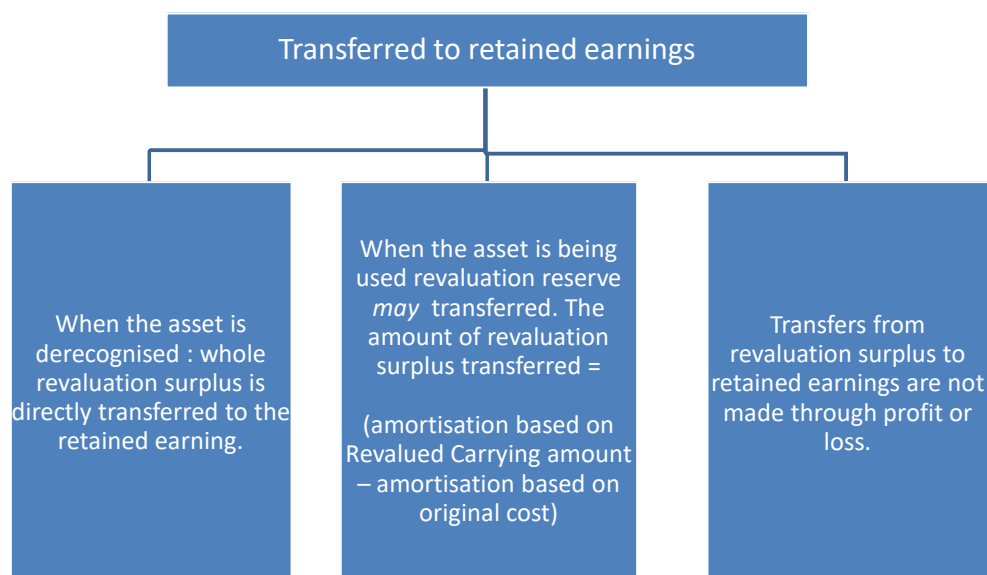 Transferred to retained earnings
When the asset is
derecognised : whole
revaluation surplus is
directly transferred to the
retained earning.
When the asset is being
used revaluation reserve
may transferred. The
amount of revaluation
surplus transferred =
(amortisation based on
Revalued Carrying amount
– amortisation based on
original cost)
Transfers from
revaluation surplus to
retained earnings are not
made through profit or
loss.